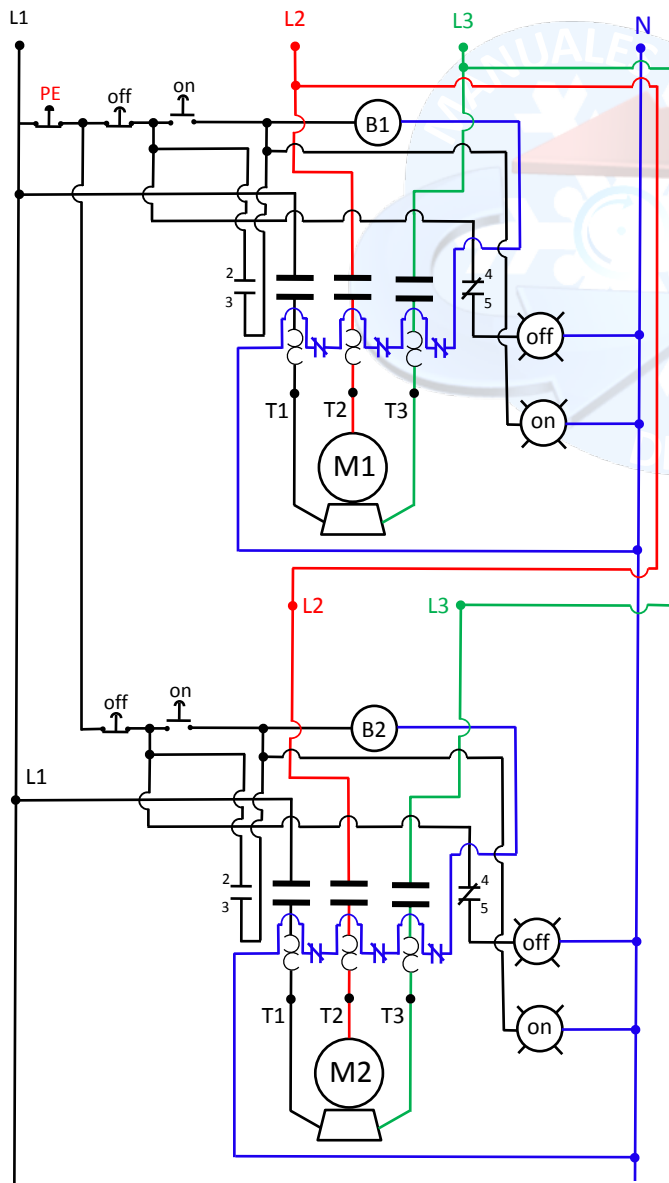 L1 L2 L3 N
PE off on
B1
2 4
3 5
off
T1 T2 T3 on
M1
L2 L3
off on
B2
L1
2 4
3 5
off
T1 T2 T3 on
M2
MANUALES